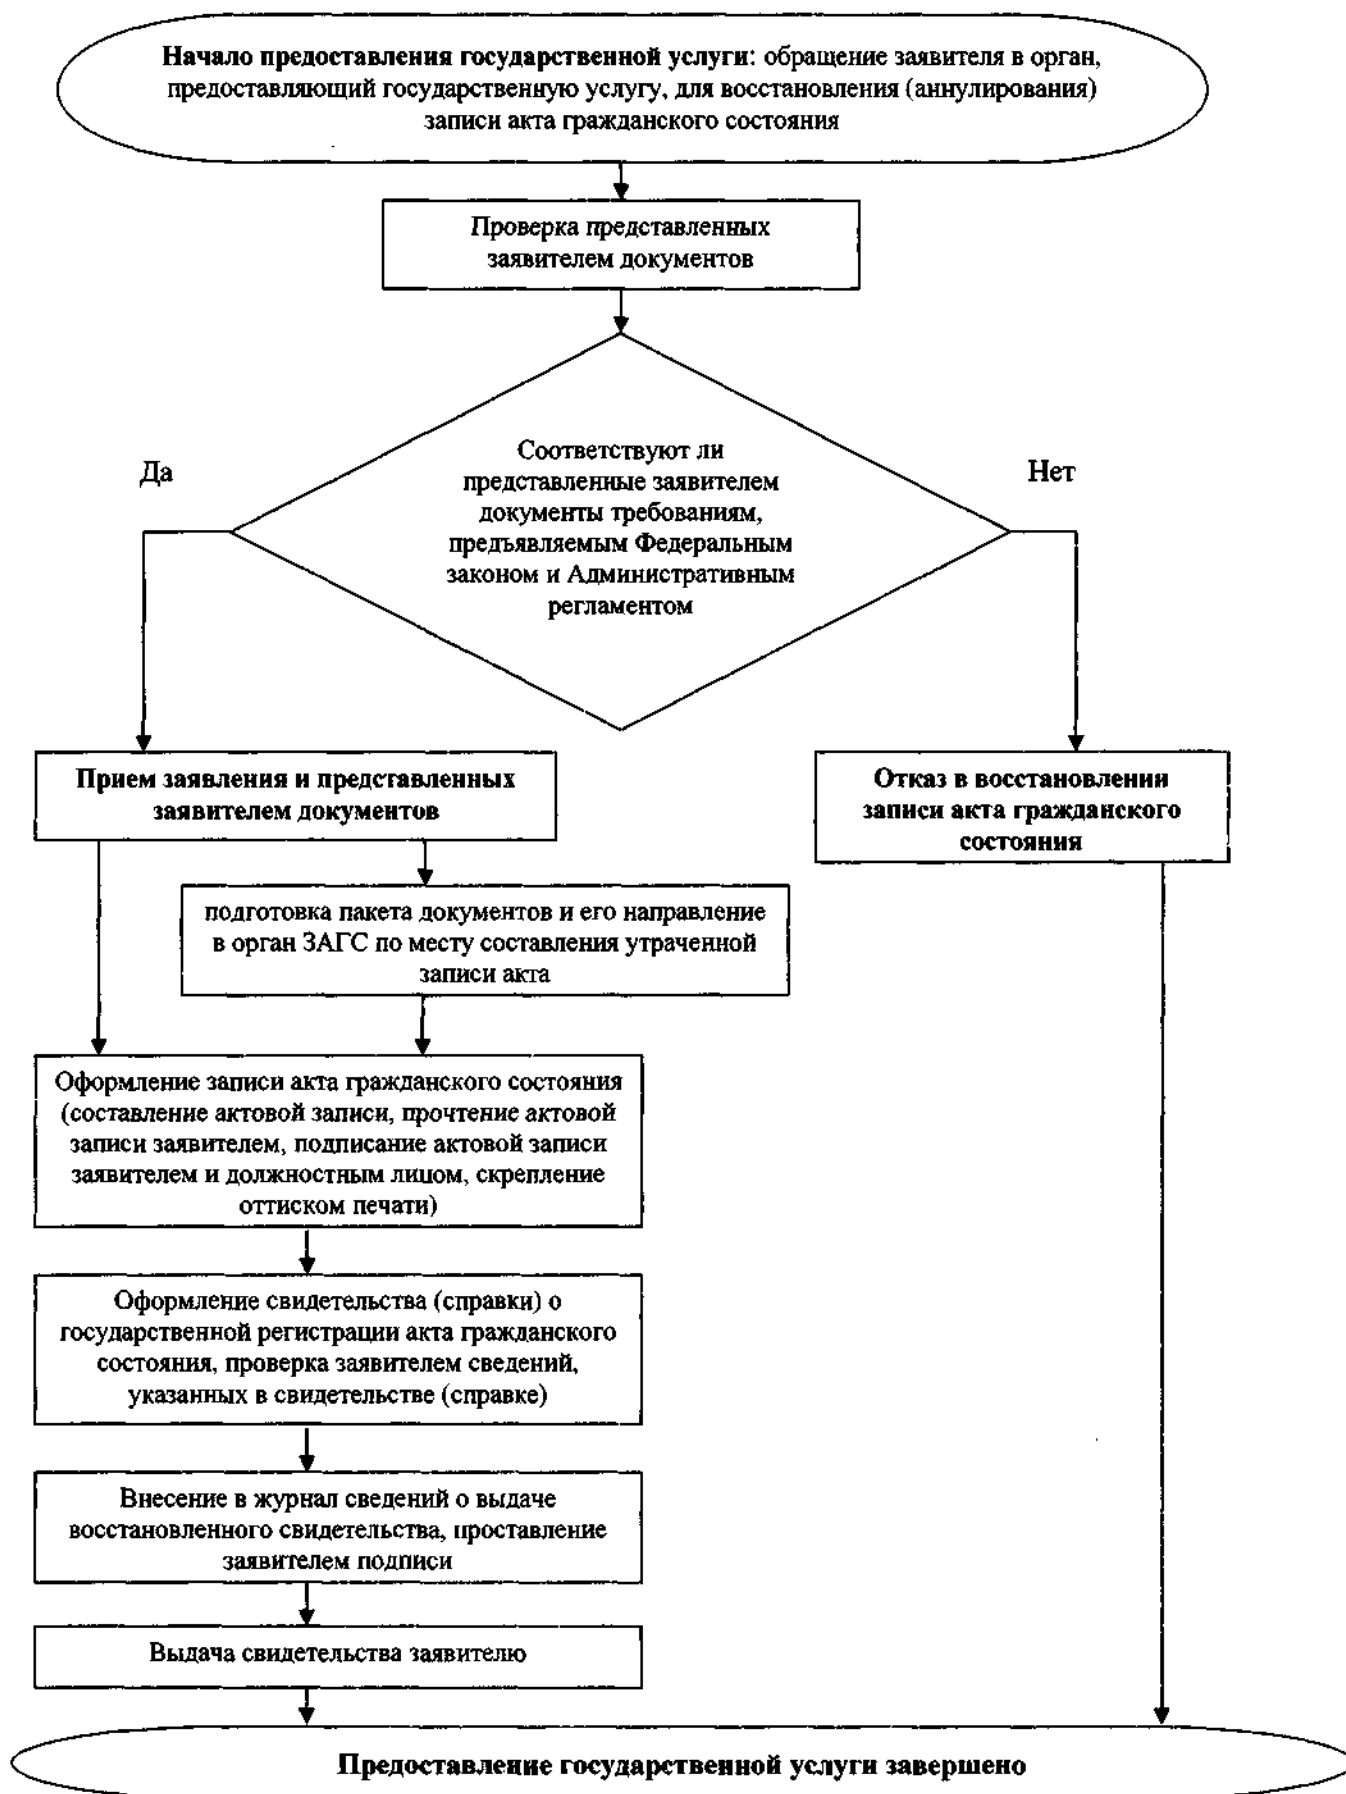 Начало предоставления государственной услуги: обращение заявителя в орган,
предоставляющий государственную услугу, для восстановления (аннулирования)
записи акта гражданского состояния
Проверка представленных
заявителем документов
Да
Нет
Соответствуют ли
представленные заявителем
документы требованиям,
предъявляемым Федеральным
законом и Административным
регламентом
Прием заявления и представленных
заявителем документов
Отказ в восстановлении
записи акта гражданского
состояния
подготовка пакета документов и его направление
в орган ЗАГС по месту составления утраченной
записи акта
Оформление записи акта гражданского состояния
(составление актовой записи, прочтение актовой
записи заявителем, подписание актовой записи
заявителем и должностным лицом, скрепление
оттиском печати)
Оформление свидетельства (справки) о
государственной регистрации акта гражданского
состояния, проверка заявителем сведений,
указанных в свидетельстве (справке)
Внесение в журнал сведений о выдаче
восстановленного свидетельства, проставление
заявителем подписи
Выдача свидетельства заявителю
Предоставление государственной услуги завершено